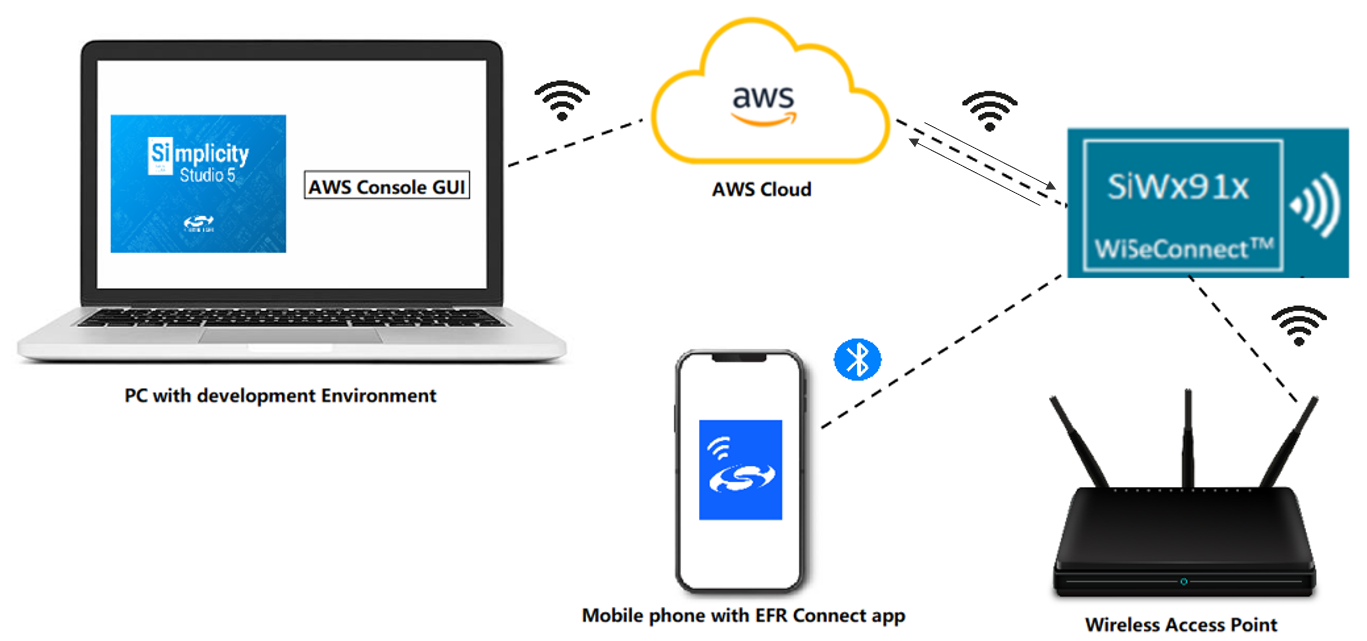 Simplicity
Studio 5
AWS Console GUI
PC with development Environment
aws
AWS Cloud
SiWx91x
WiSeConnect™
Mobile phone with EFR Connect app
Wireless Access Point